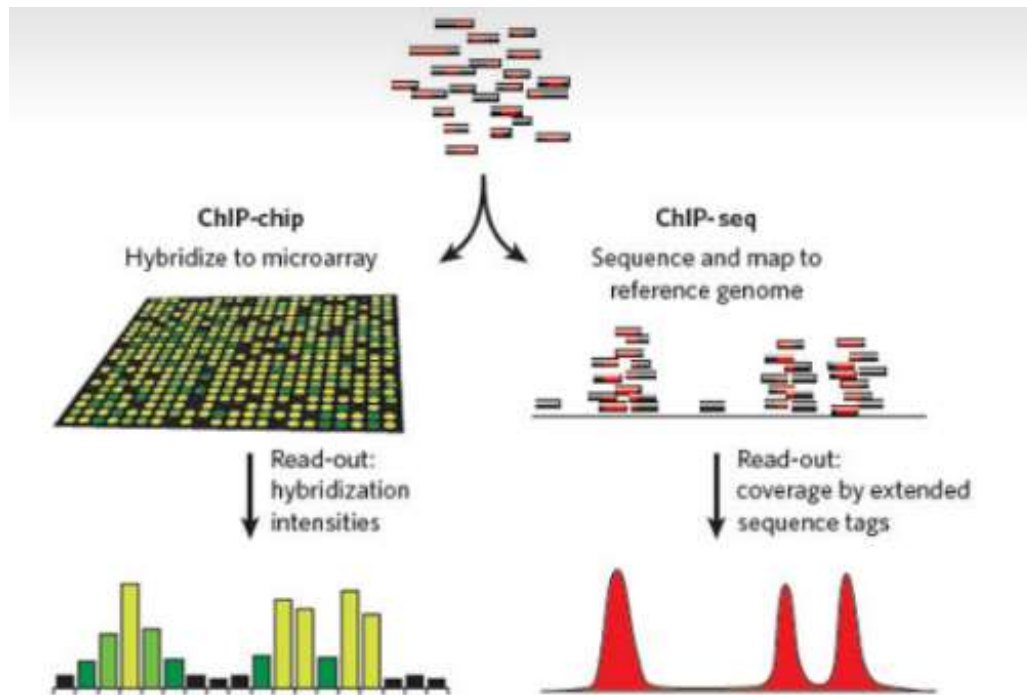 ChIP-chip
Hybridize to microarray
ChIP-seq
Sequence and map to
reference genome
Read-out:
hybridization
intensities
Read-out:
coverage by extended
sequence tags